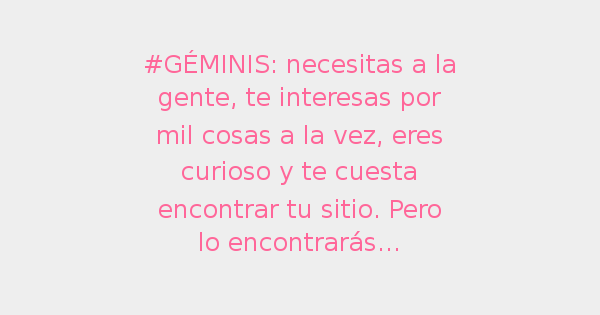 #GÉMINIS: necesitas a la
gente, te interesas por
mil cosas a la vez, eres
curioso y te cuesta
encontrar tu sitio. Pero
lo encontrarás...